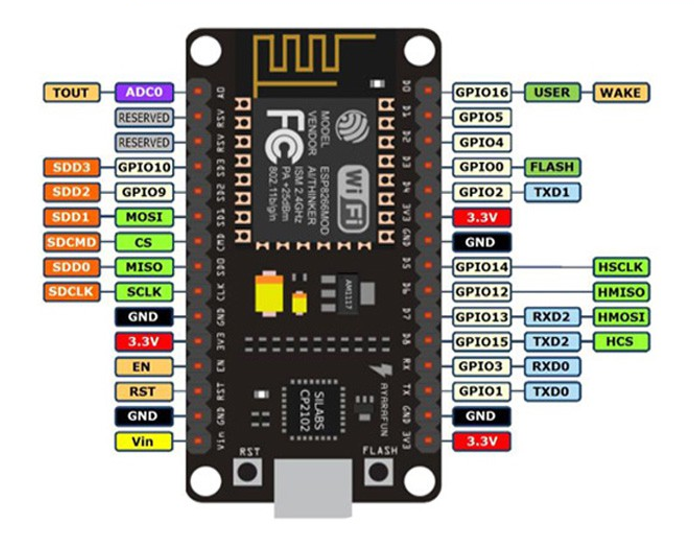 TOUT ADC0 A0 D0 GPIO16 USER WAKE
RESERVED RSV D1 GPIO5
RESERVED RSV D2 GPIO4
SDD3 GPIO10 SD3 D3 GPIO0 FLASH
SDD2 GPIO9 SD2 D4 GPIO2 TXD1
SDD1 MOSI SD1 3V3 3.3V
SDCMD CS CMD GND GND
SDD0 MISO SD0 D5 GPIO14 HSCLK
SDCLK SCLK CLK D6 GPIO12 HMISO
GND GND D7 GPIO13 RXD2 HMOSI
3.3V 3V3 D8 GPIO15 TXD2 HCS
EN EN RX GPIO3 RXD0
RST RST TX GPIO1 TXD0
GND GND GND GND
Vin Vin 3V3 3.3V
FC
MODEL ESP8266MOD
VENDOR AI/THINKER
ISM 2.4GHz
PA +25dBm
802.11b/g/n
Wi Fi
AM1117
SILABS
CP2102
AYARAFUN
RST
FLASH